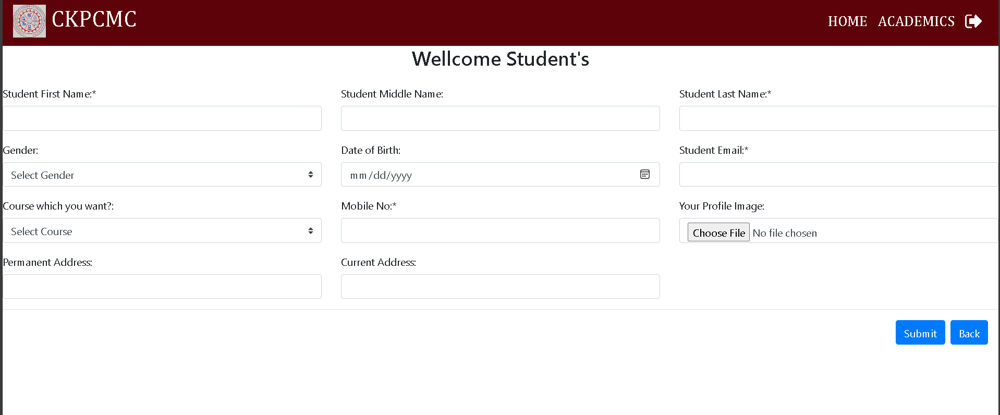 CKPCMC
HOME ACADEMICS
Wellcome Student's
Student First Name:* Student Middle Name: Student Last Name:*
Gender: Date of Birth: Student Email:*
Select Gender mm/dd/yyyy
Course which you want?: Mobile No:* Your Profile Image:
Select Course Choose File No file chosen
Permanent Address: Current Address:
Submit Back